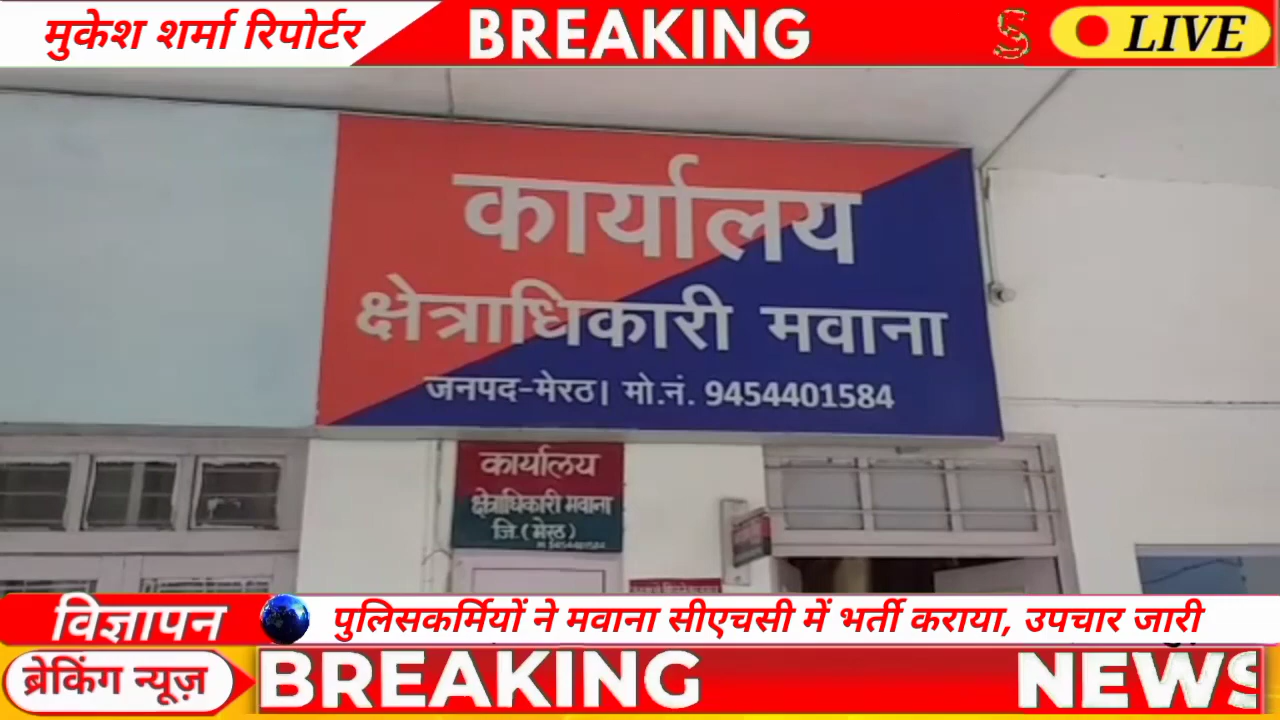 मुकेश शर्मा रिपोर्टर
BREAKING
S
LIVE
कार्यालय
क्षेत्राधिकारी मवाना
जनपद-मेरठ। मो.नं. 9454401584
कार्यालय
क्षेत्राधिकारी मवाना
जि.(मेरठ)
विज्ञापन
पुलिसकर्मियों ने मवाना सीएचसी में भर्ती कराया, उपचार जारी
ब्रेकिंग न्यूज़
BREAKING
NEWS